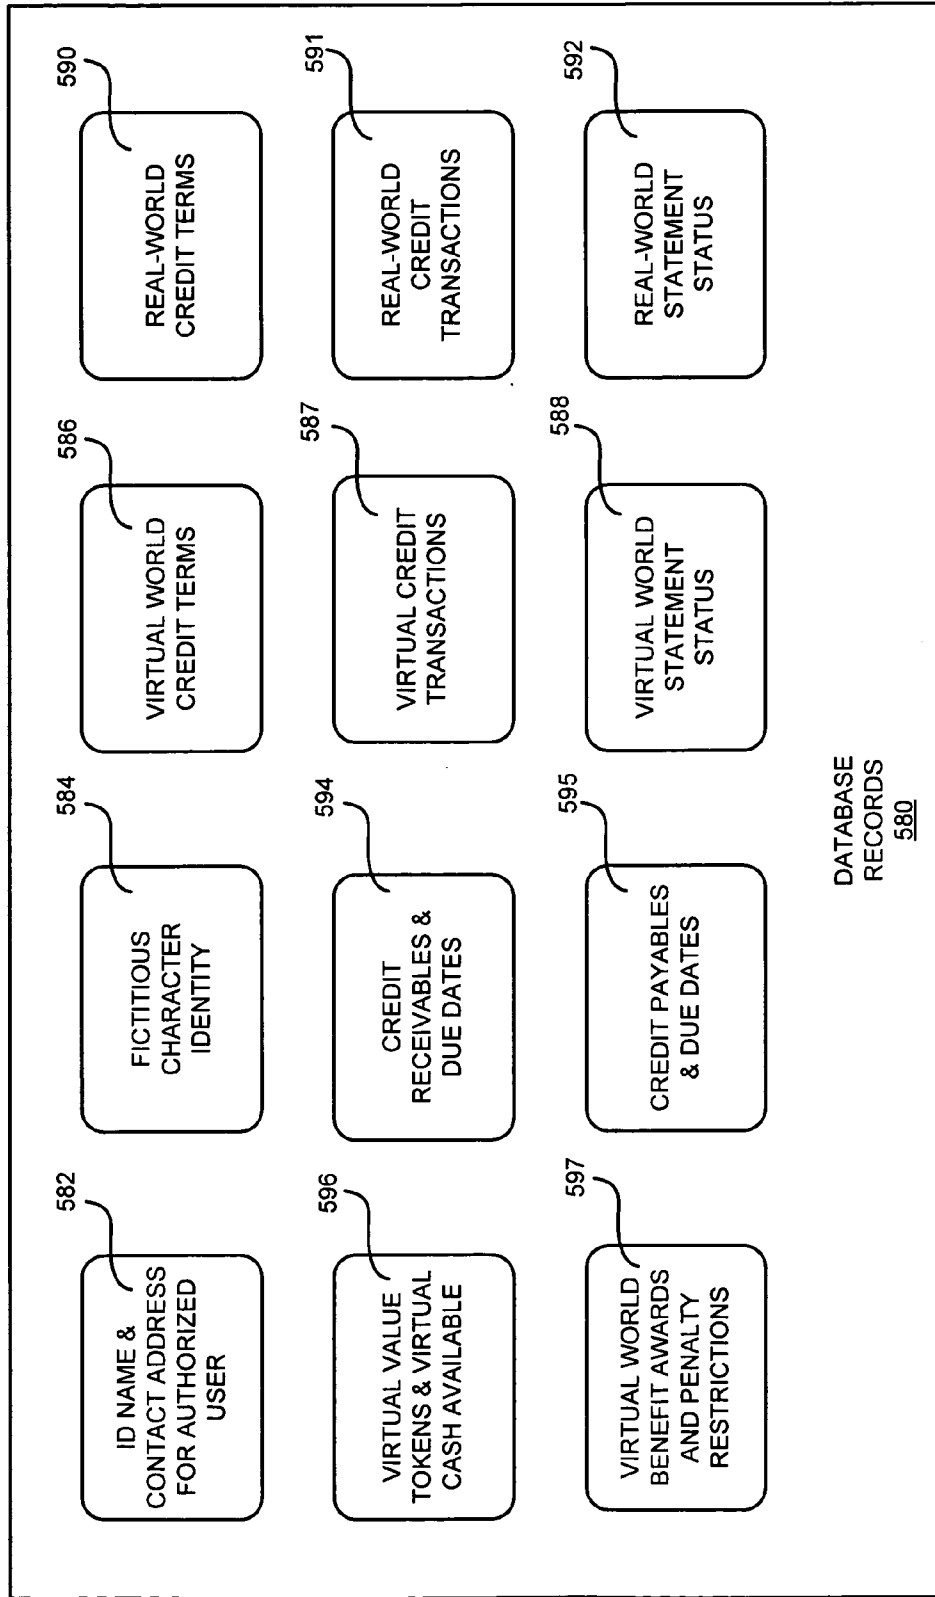 582
ID NAME &
CONTACT ADDRESS
FOR AUTHORIZED
USER
584
FICTITIOUS
CHARACTER
IDENTITY
586
VIRTUAL WORLD
CREDIT TERMS
590
REAL-WORLD
CREDIT TERMS
596
VIRTUAL VALUE
TOKENS & VIRTUAL
CASH AVAILABLE
594
CREDIT
RECEIVABLES &
DUE DATES
587
VIRTUAL CREDIT
TRANSACTIONS
591
REAL-WORLD
CREDIT
TRANSACTIONS
597
VIRTUAL WORLD
BENEFIT AWARDS
AND PENALTY
RESTRICTIONS
595
CREDIT PAYABLES
& DUE DATES
588
VIRTUAL WORLD
STATEMENT
STATUS
592
REAL-WORLD
STATEMENT
STATUS
DATABASE
RECORDS
580